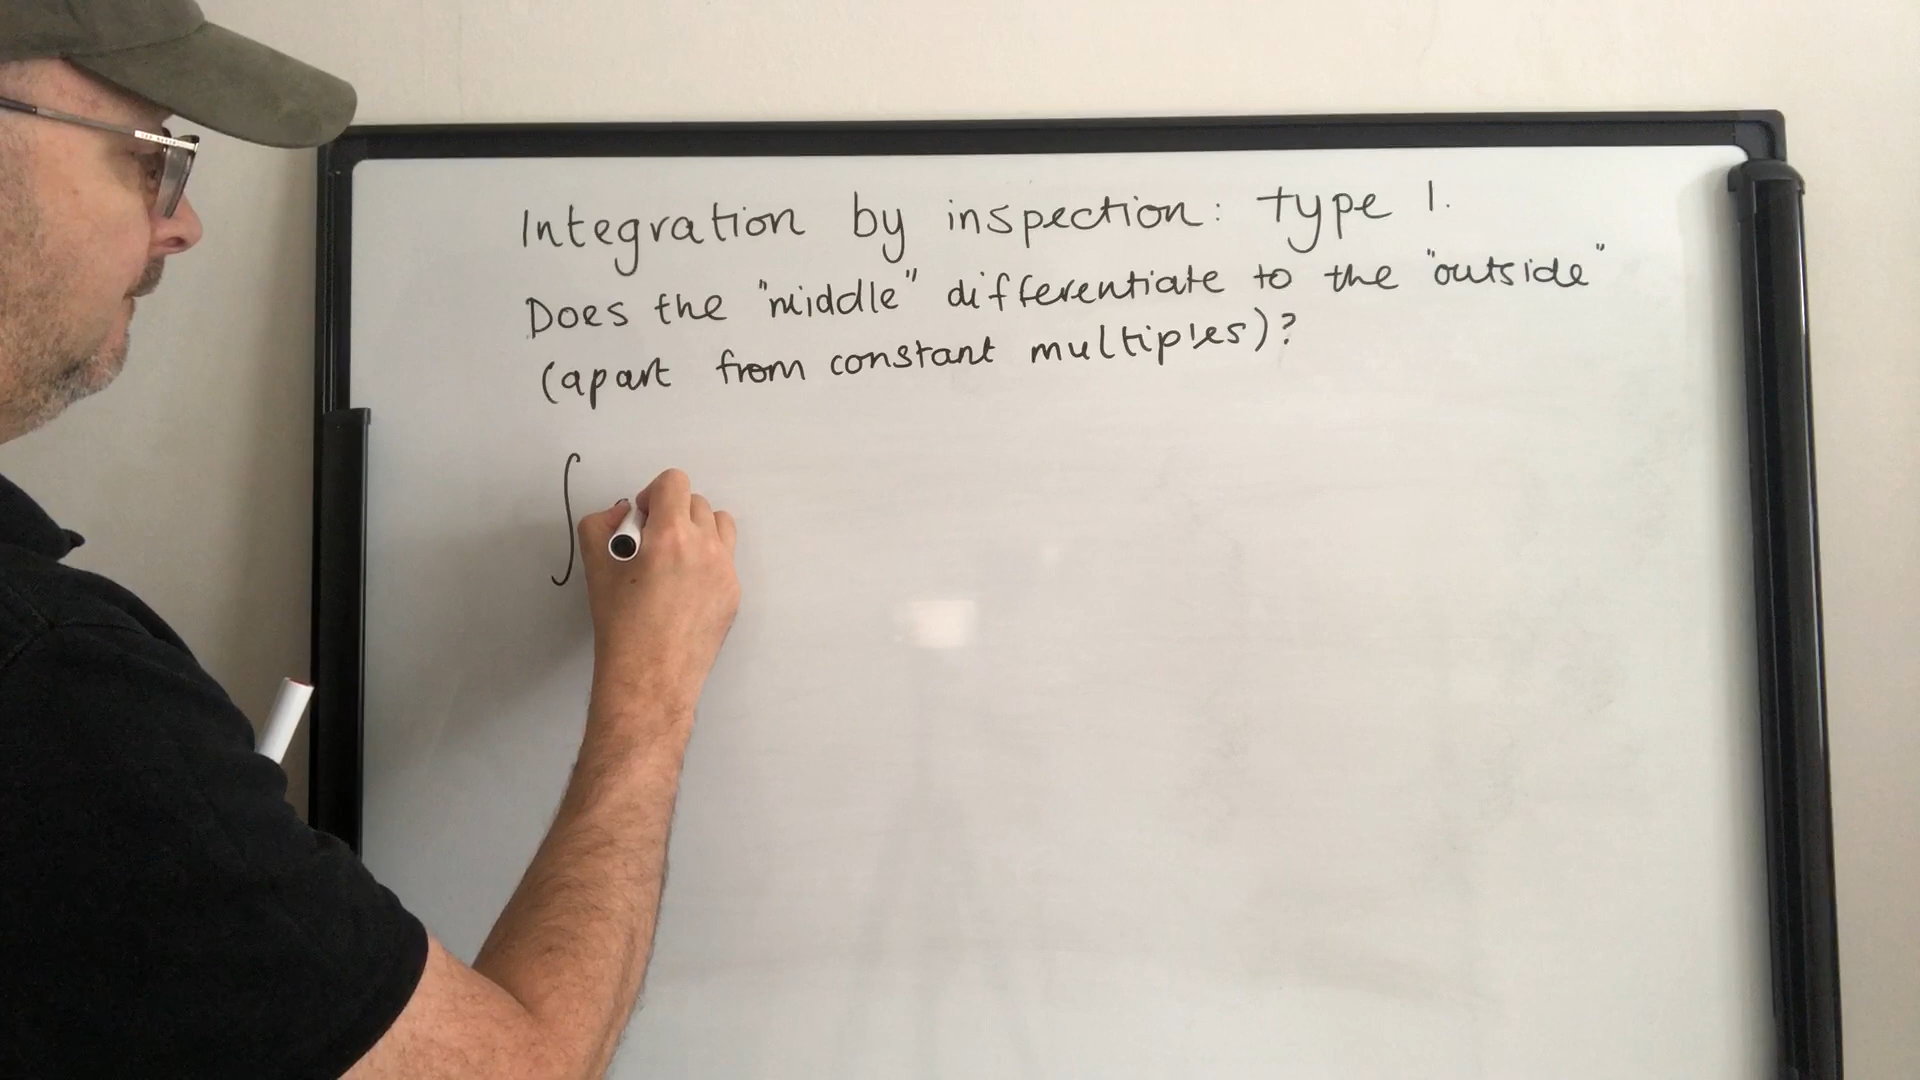 Integration by inspection: type 1.
Does the "middle" differentiate to the "outside"
(apart from constant multiples)?
∫